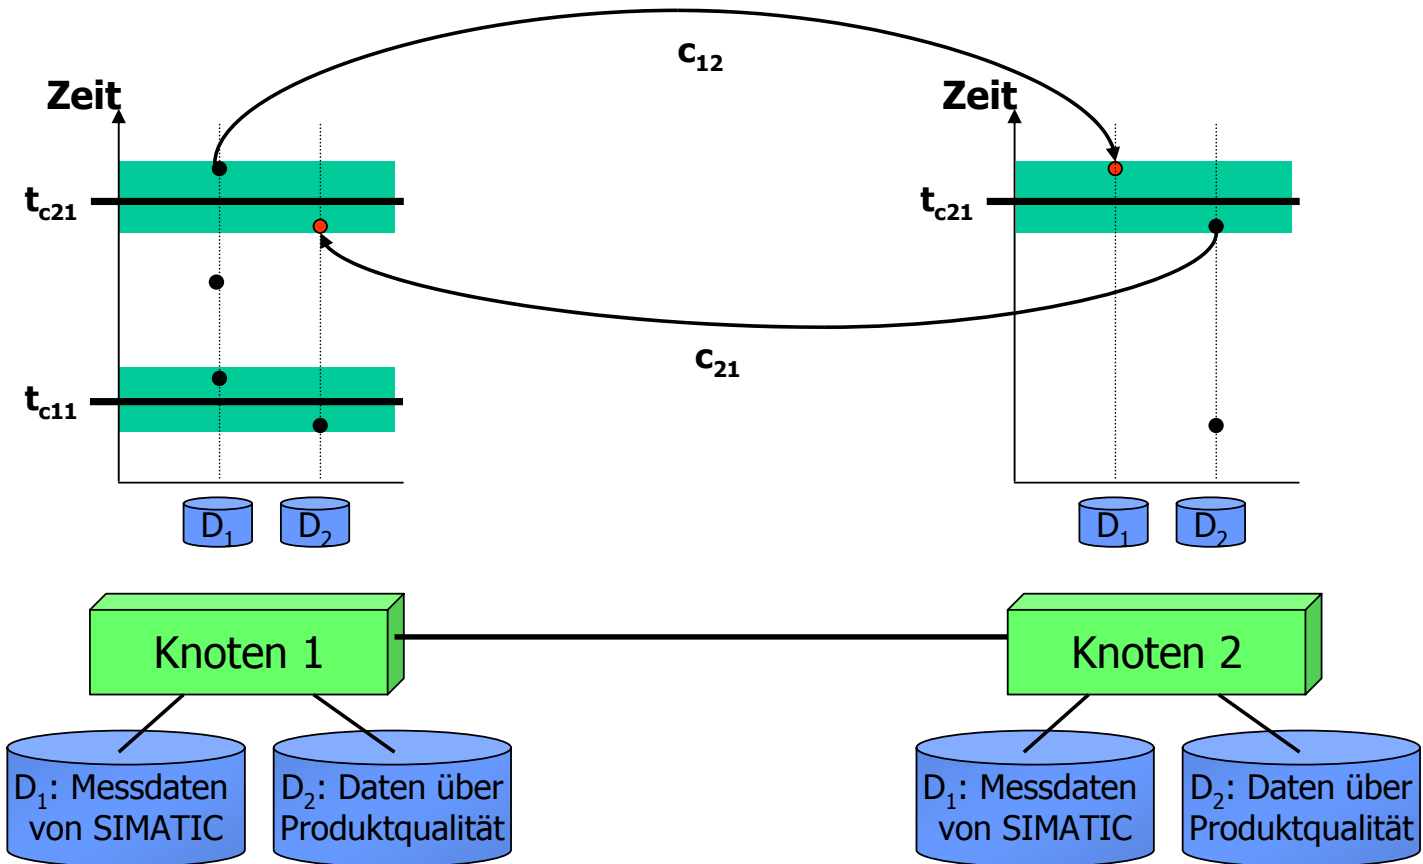 c12
Zeit
Zeit
tc21
tc21
c21
tc11
D1
D2
D1
D2
Knoten 1
Knoten 2
D1: Messdaten
von SIMATIC
D2: Daten über
Produktqualität
D1: Messdaten
von SIMATIC
D2: Daten über
Produktqualität